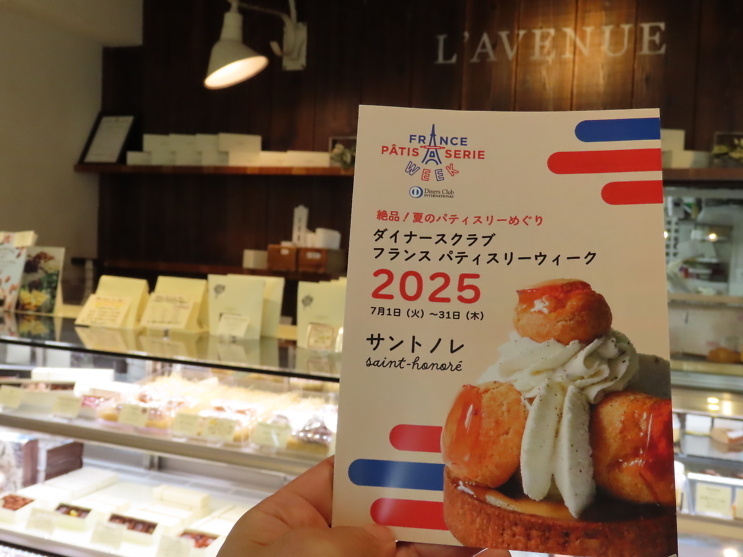 L'AVENUE
FRANCE
PÂTISSERIE
WEEK
Diners Club
INTERNATIONAL
絶品！夏のパティスリーめぐり
ダイナースクラブ
フランス パティスリーウィーク
2025
7月1日（火）～31日（木）
サントノレ
saint-honoré